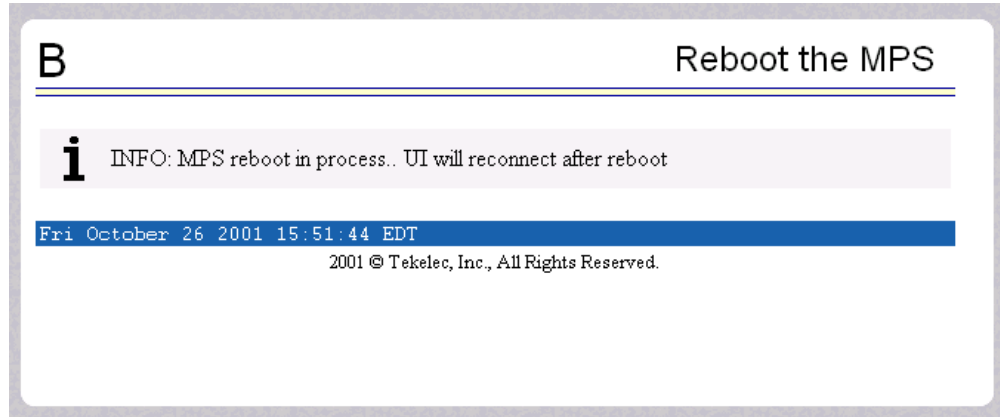 B Reboot the MPS
i INFO: MPS reboot in process.. UI will reconnect after reboot
Fri October 26 2001 15:51:44 EDT
2001 © Tekelec, Inc., All Rights Reserved.